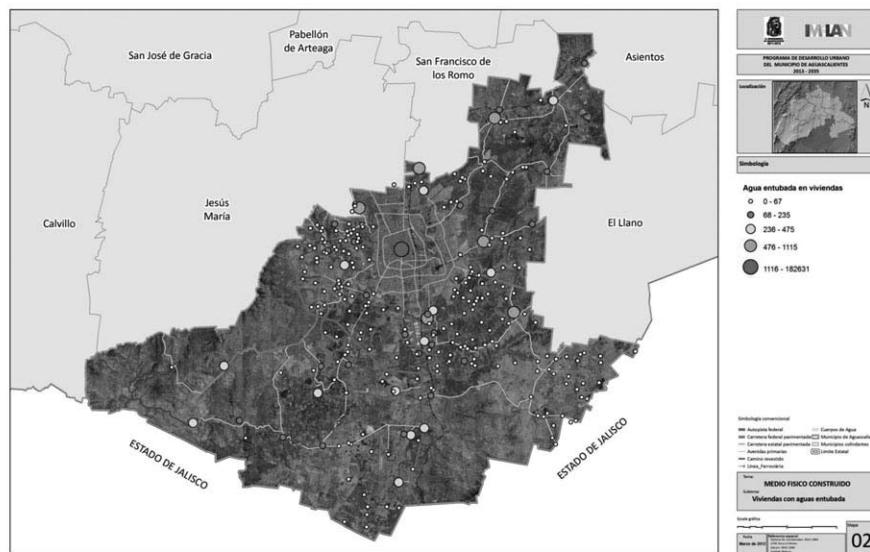 San José de Gracia
Pabellón
de Arteaga
San Francisco
de los Romo
Asientos
Jesús
María
Calvillo
El Llano
ESTADO DE JALISCO
ESTADO DE JALISCO
IMPLAN
PROGRAMA DE DESARROLLO URBANO
DEL MUNICIPIO DE AGUASCALIENTES
2013 - 2035
Localización
N
Simbología
Agua entubada en viviendas
0 - 67
68 - 235
236 - 475
476 - 1115
1116 - 182631
Simbología convencional
Autopista federal
Carretera federal pavimentada
Carretera estatal pavimentada
Avenidas primarias
Camino revestido
Línea_Ferroviaria
Cuerpos de Agua
Municipio de
Municipios colindantes
Límite Estatal
Tema:
MEDIO FISICO CONSTRUIDO
Subtema:
Viviendas con aguas entubada
Escala gráfica
Fecha
Marzo de 2012
Mapa
02